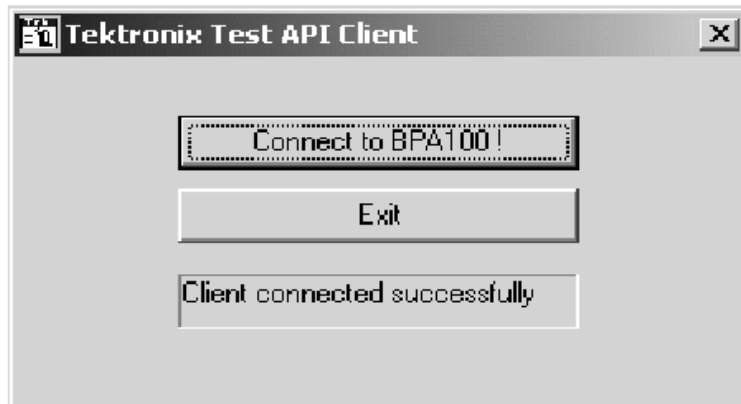 Tektronix Test API Client
Connect to BPA100 !
Exit
Client connected successfully